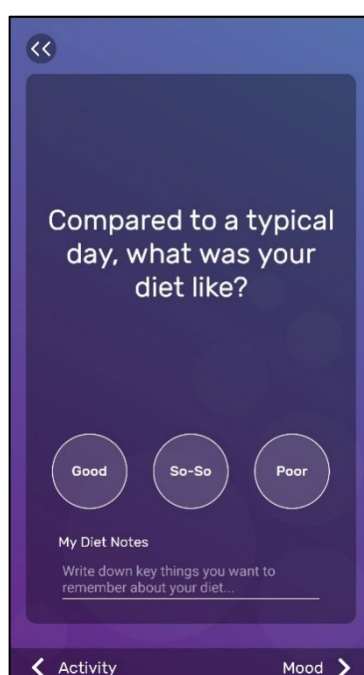 Compared to a typical
day, what was your
diet like?
Good So-So Poor
My Diet Notes
Write down key things you want to
remember about your diet...
Activity Mood